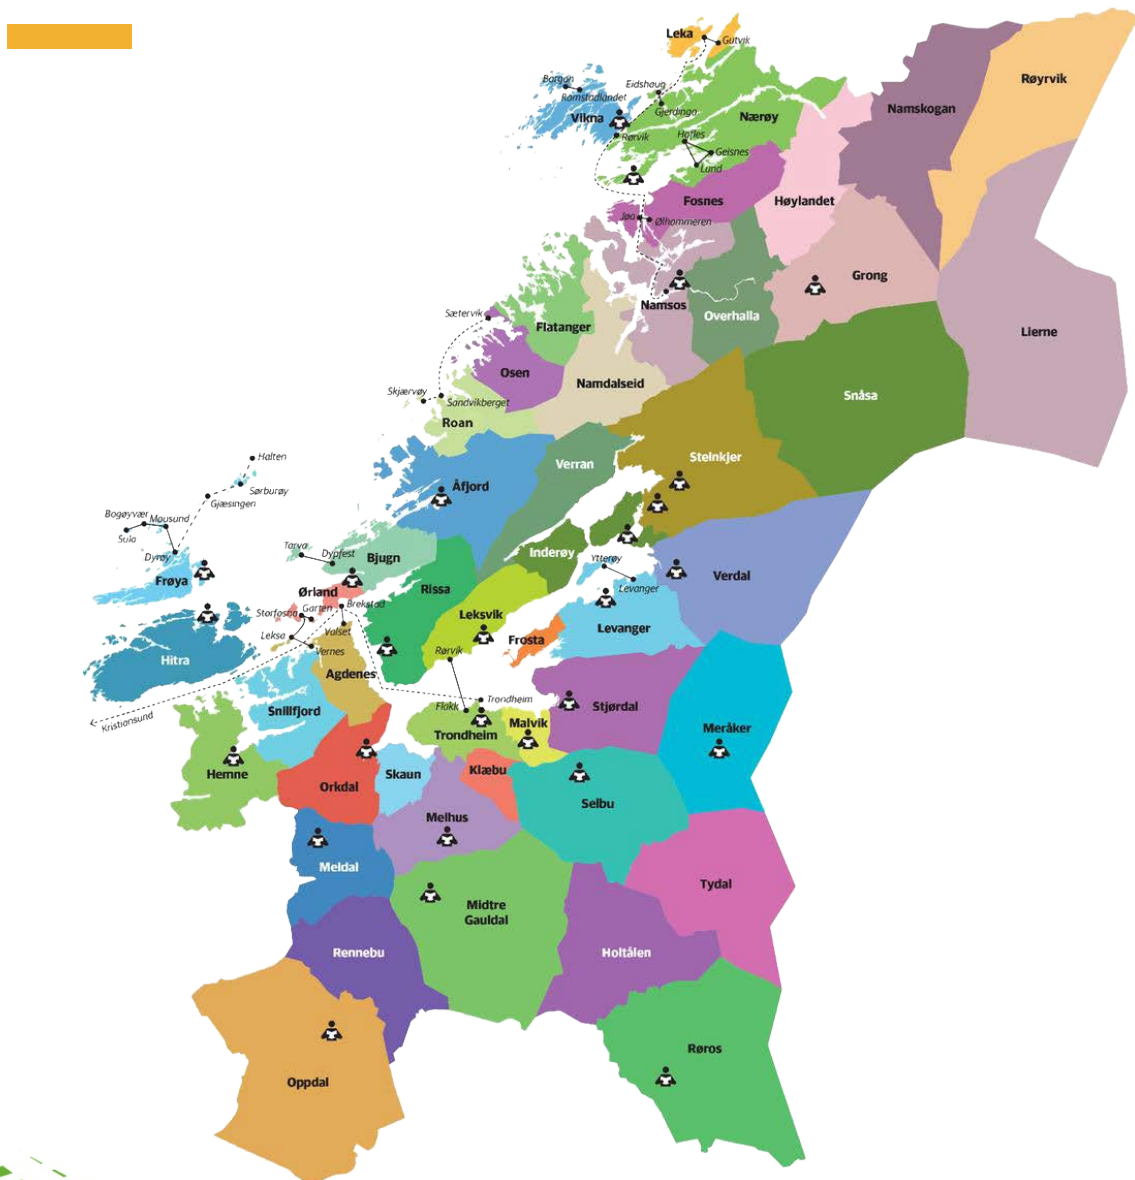 Leka
Gutvik
Røyrvik
Namskogan
Borgan
Ramstadlandet
Eidshaug
Gjerdinga
Vikna
Nærøy
Rørvik
Hofles
Geisnes
Lund
Fosnes
Høylandet
Jøa
Ølhammeren
Grong
Namsos
Overhalla
Sætervik
Flatanger
Lierne
Osen
Namdalseid
Skjærvøy
Sandvikberget
Snåsa
Roan
Halten
Verran
Steinkjer
Sørburøy
Åfjord
Gjæsingen
Bogøyvær
Mausund
Sula
Dyrøy
Tarva
Dypfest
Bjugn
Inderøy
Ytterøy
Levanger
Verdal
Frøya
Ørland
Rissa
Brekstad
Storfosna
Garten
Leksvik
Valset
Leksa
Vernes
Frosta
Levanger
Hitra
Rørvik
Agdenes
Trondheim
Stjørdal
Snillfjord
Flakk
Kristiansund
Malvik
Meråker
Trondheim
Hemne
Skaun
Klæbu
Orkdal
Selbu
Melhus
Meldal
Tydal
Midtre
Gauldal
Rennebu
Holtålen
Røros
Oppdal